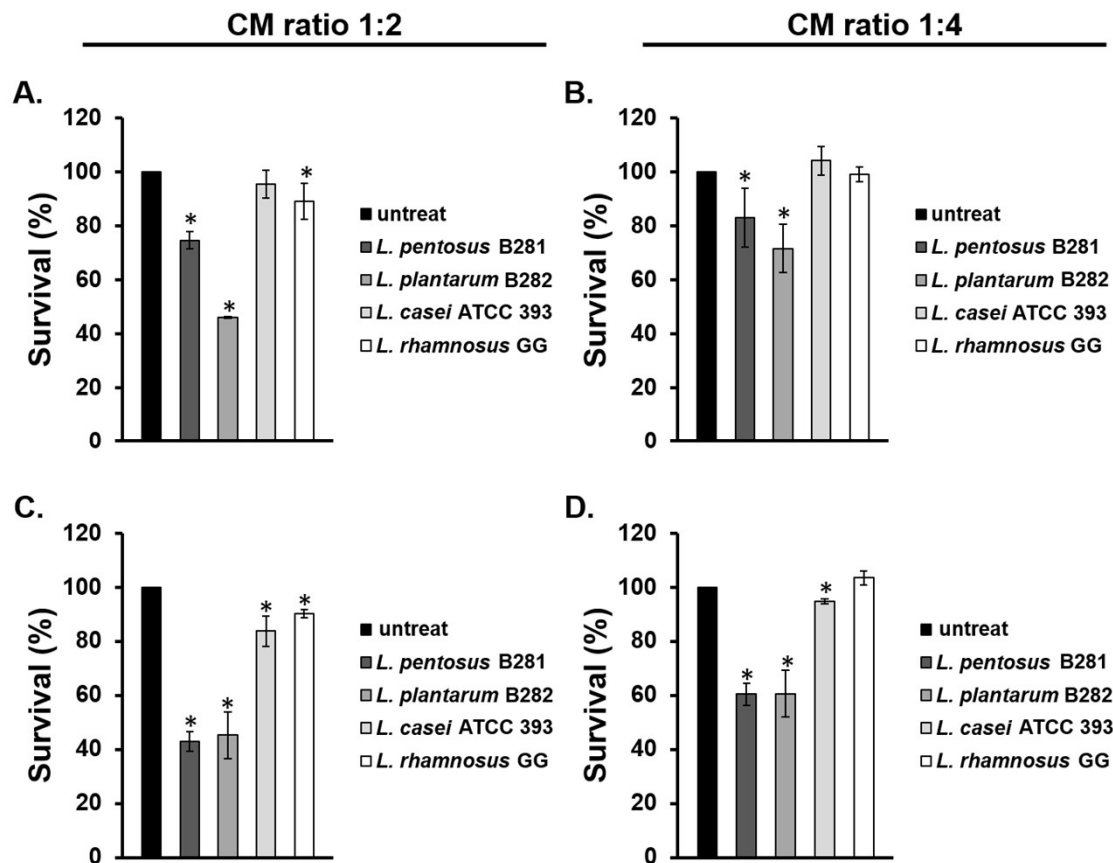 CM ratio 1:2
CM ratio 1:4
A.
Survival (%)
120
100
80
60
40
20
0
*
*
*
untreat
L. pentosus B281
L. plantarum B282
L. casei ATCC 393
L. rhamnosus GG
B.
Survival (%)
120
100
80
60
40
20
0
*
*
untreat
L. pentosus B281
L. plantarum B282
L. casei ATCC 393
L. rhamnosus GG
C.
Survival (%)
120
100
80
60
40
20
0
*
*
*
*
untreat
L. pentosus B281
L. plantarum B282
L. casei ATCC 393
L. rhamnosus GG
D.
Survival (%)
120
100
80
60
40
20
0
*
*
*
untreat
L. pentosus B281
L. plantarum B282
L. casei ATCC 393
L. rhamnosus GG